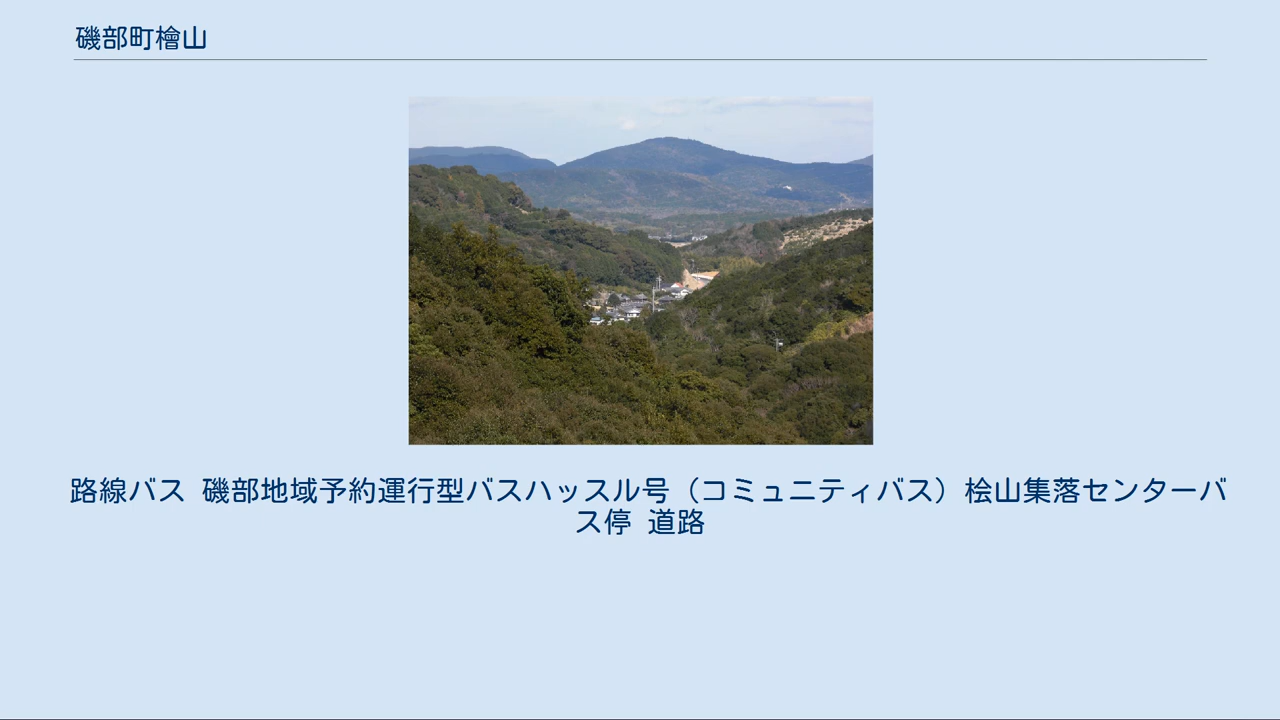 磯部町檜山
路線バス 磯部地域予約運行型バスハッスル号（コミュニティバス）桧山集落センターバ
ス停 道路